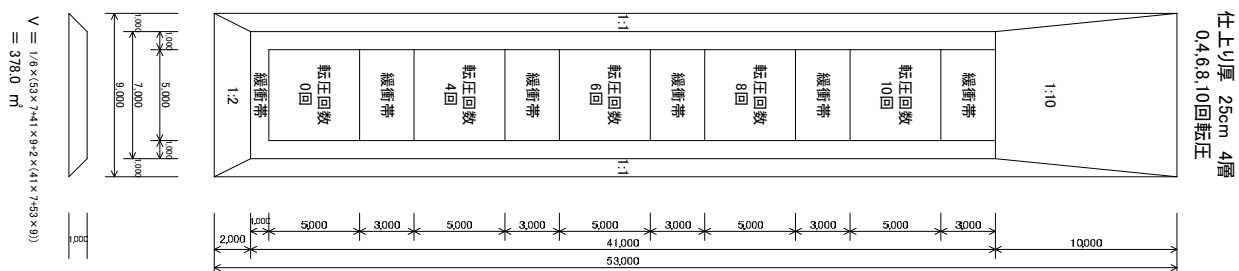 仕上り厚 25cm 4層
0,4,6,8,10回転圧
1:1
1:2
緩衝帯
転圧回数
0回
緩衝帯
転圧回数
4回
緩衝帯
転圧回数
6回
緩衝帯
転圧回数
8回
緩衝帯
転圧回数
10回
緩衝帯
1:10
1:1
1,000
5,000
1,000
7,000
1,000
1,000
9,000
1,000
1,000
5,000
3,000
5,000
3,000
5,000
3,000
5,000
3,000
5,000
3,000
2,000
41,000
10,000
53,000
V = 1/6×(53×7+41×9+2×(41×7+53×9))
= 378.0 ㎥